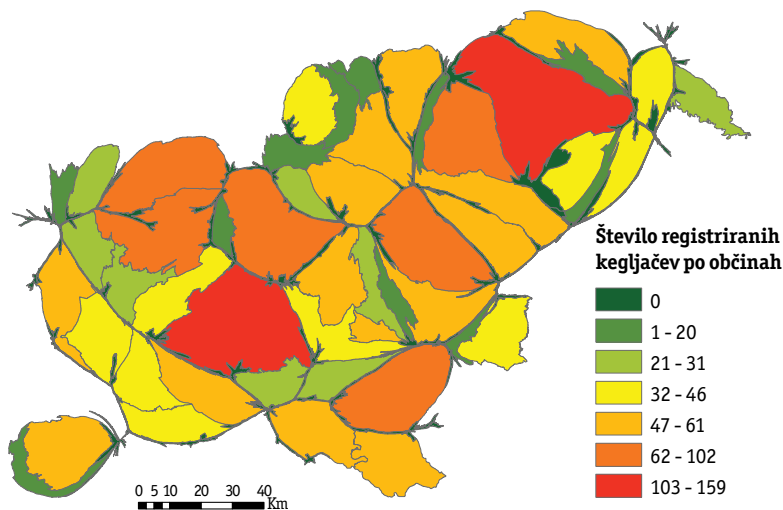 Število registriranih
kegljačev po občinah
0
1 - 20
21 - 31
32 - 46
47 - 61
62 - 102
103 - 159
0 5 10 20 30 40
Km